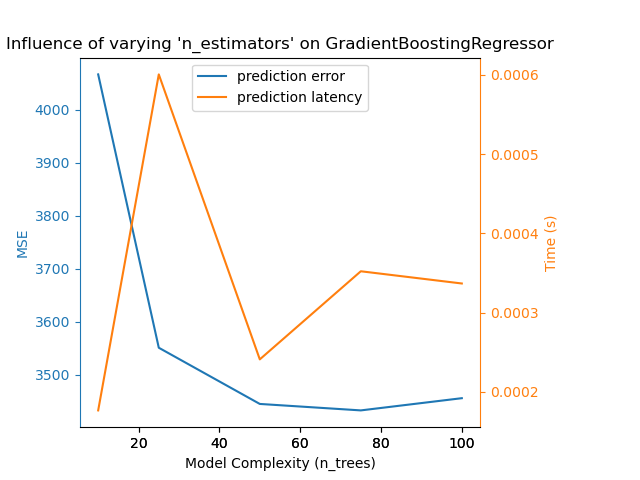 Influence of varying 'n_estimators' on GradientBoostingRegressor
prediction error
prediction latency
4000
3900
3800
3700
3600
3500
MSE
0.0006
0.0005
0.0004
0.0003
0.0002
Time (s)
20 40 60 80 100
Model Complexity (n_trees)